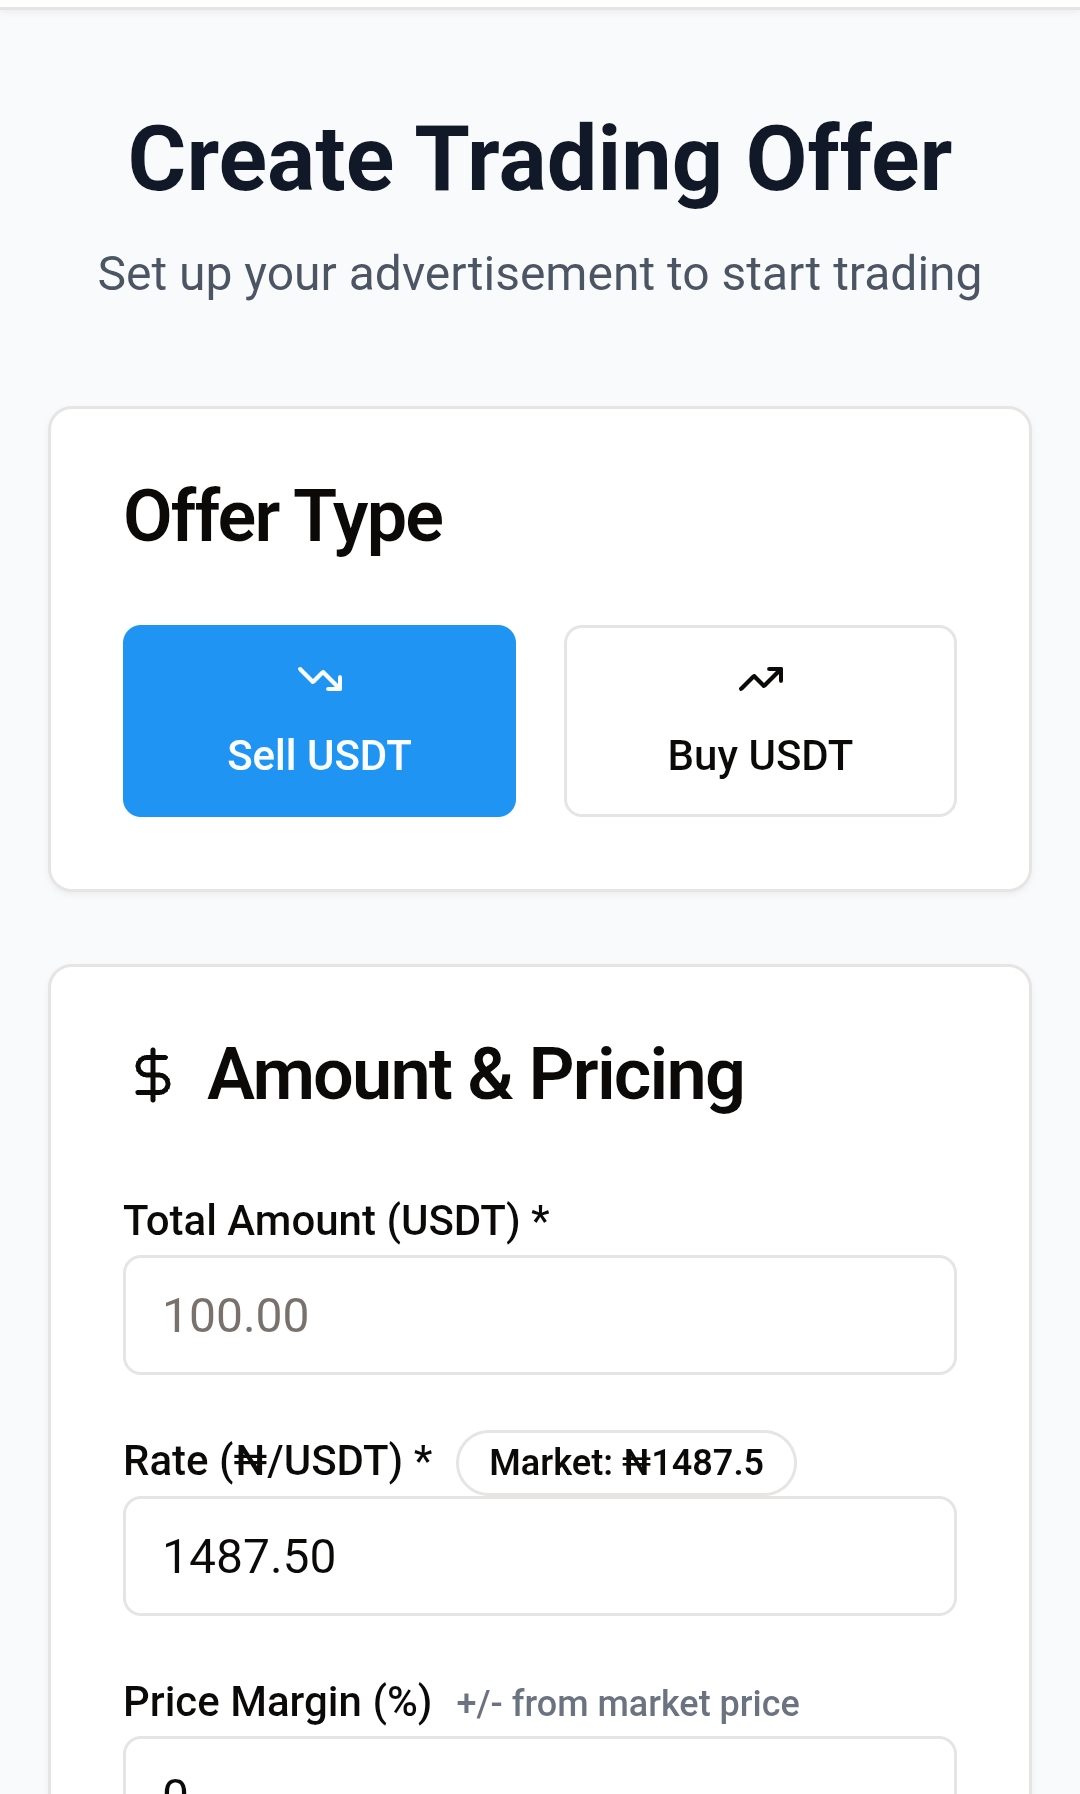 Create Trading Offer
Set up your advertisement to start trading
Offer Type
Sell USDT
Buy USDT
$ Amount & Pricing
Total Amount (USDT) *
100.00
Rate (₦/USDT) * Market: ₦1487.5
1487.50
Price Margin (%) +/- from market price
0